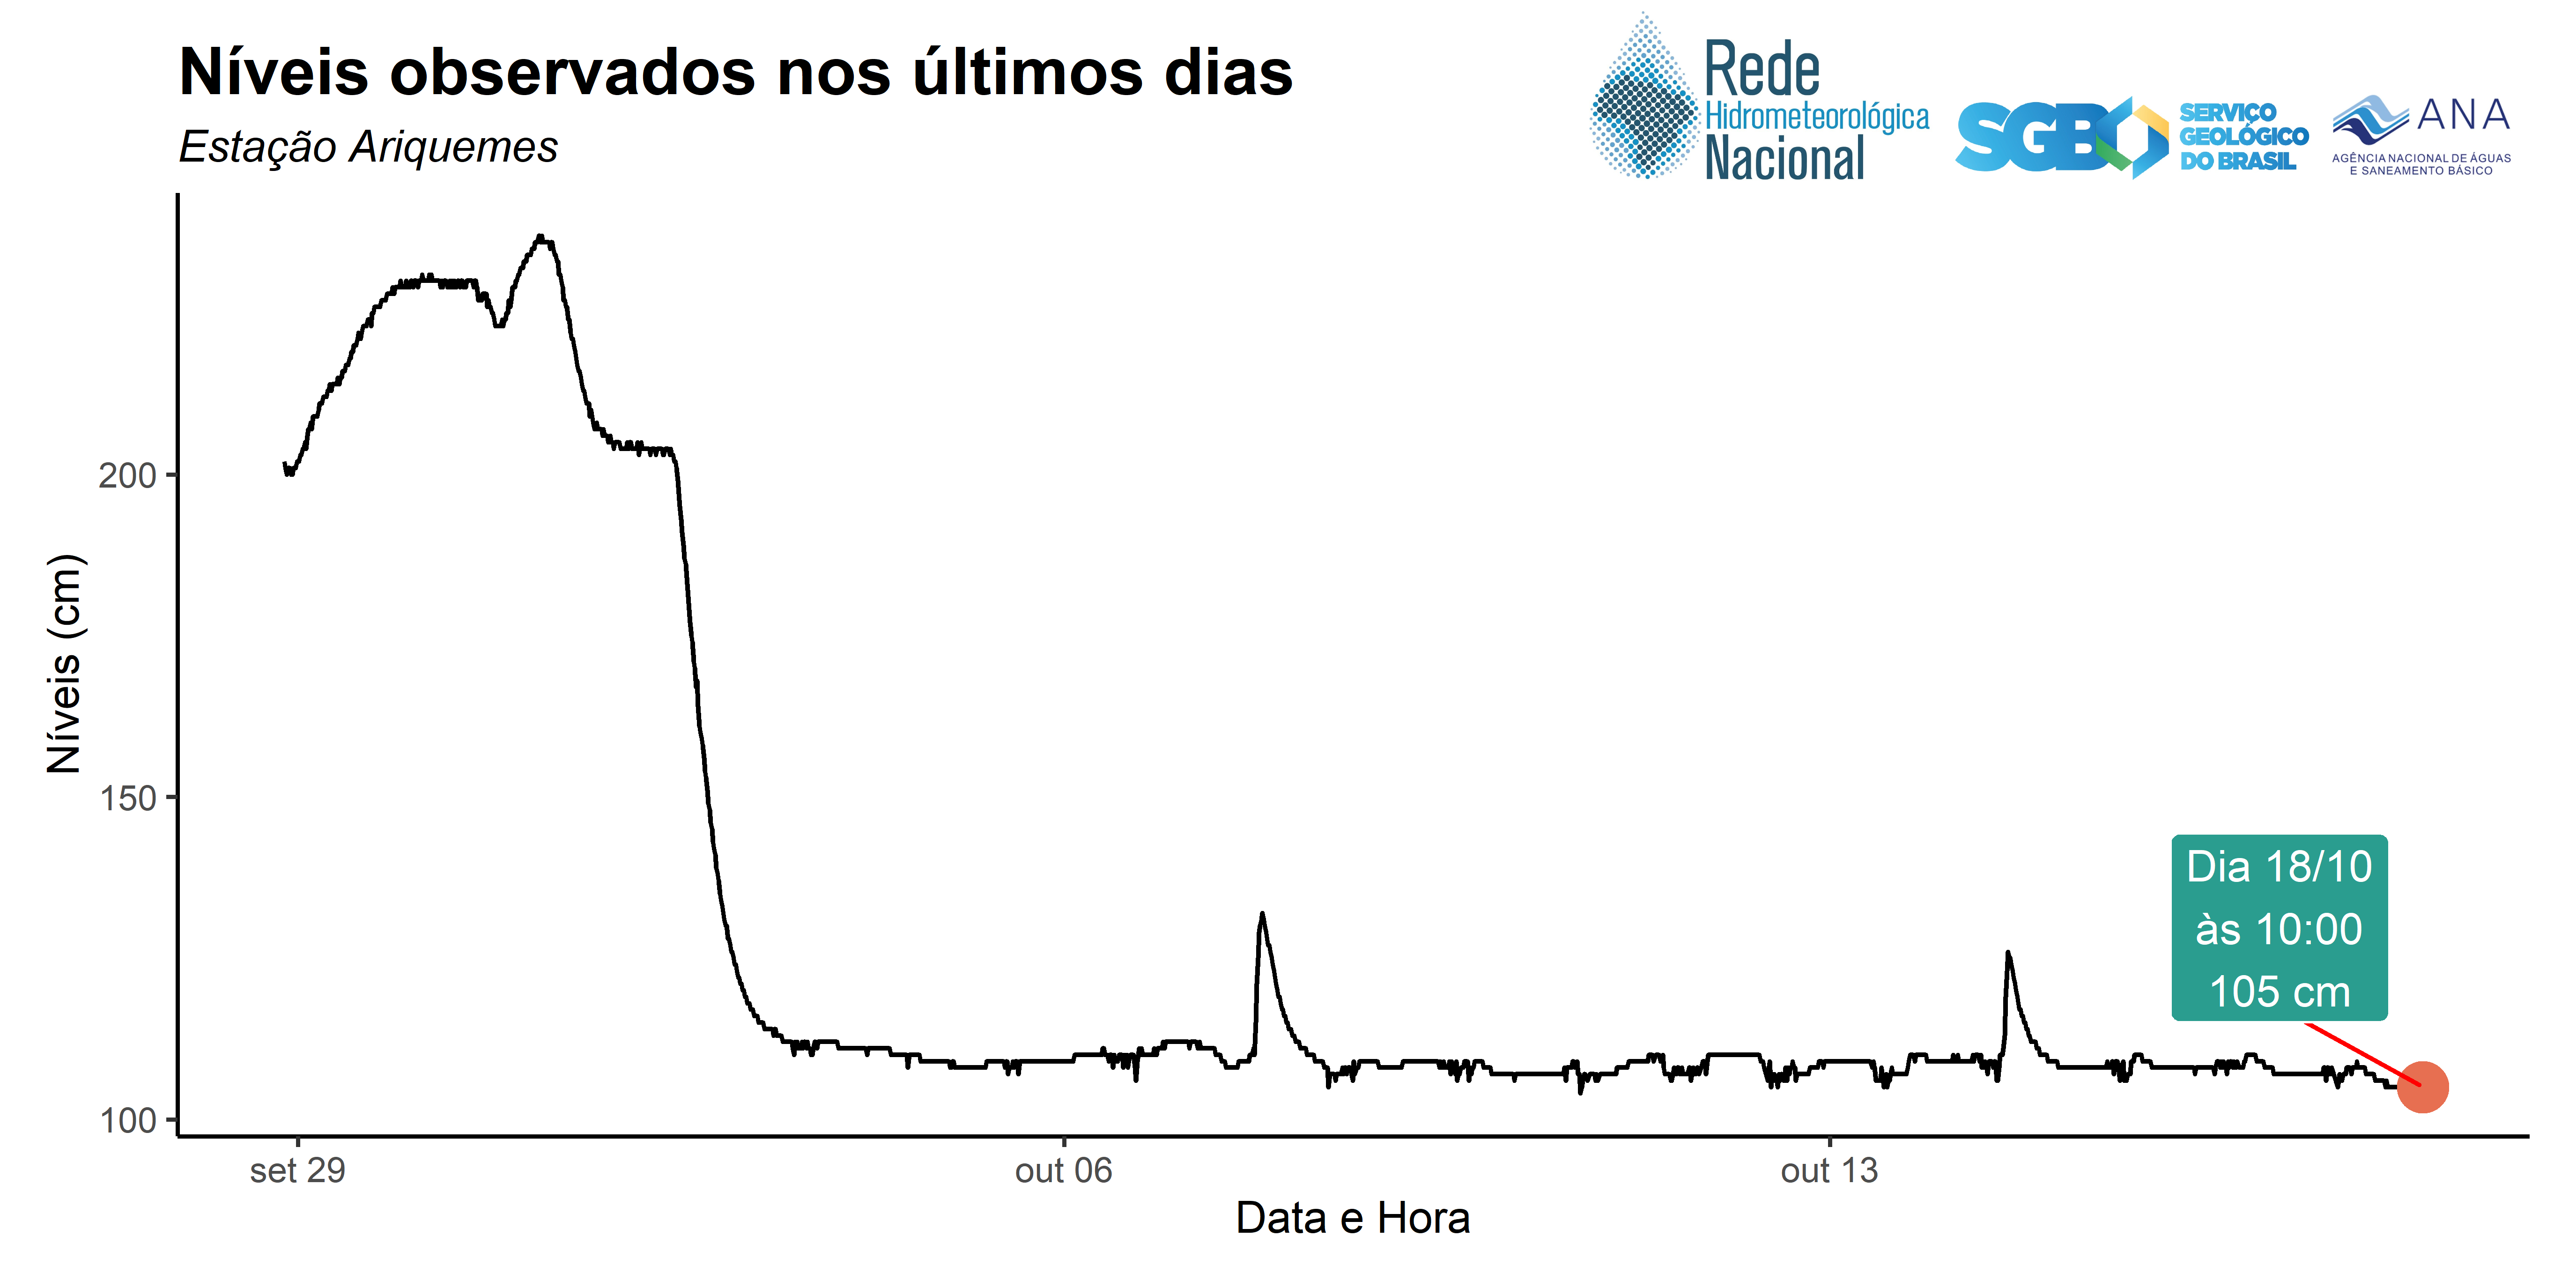 Níveis observados nos últimos dias
Estação Ariquemes
Rede
Hidrometeorológica
Nacional
SGB
SERVIÇO
GEOLÓGICO
DO BRASIL
ANA
AGÊNCIA NACIONAL DE ÁGUAS
E SANEAMENTO BÁSICO
Níveis (cm)
200
150
100
Dia 18/10
às 10:00
105 cm
set 29
out 06
out 13
Data e Hora